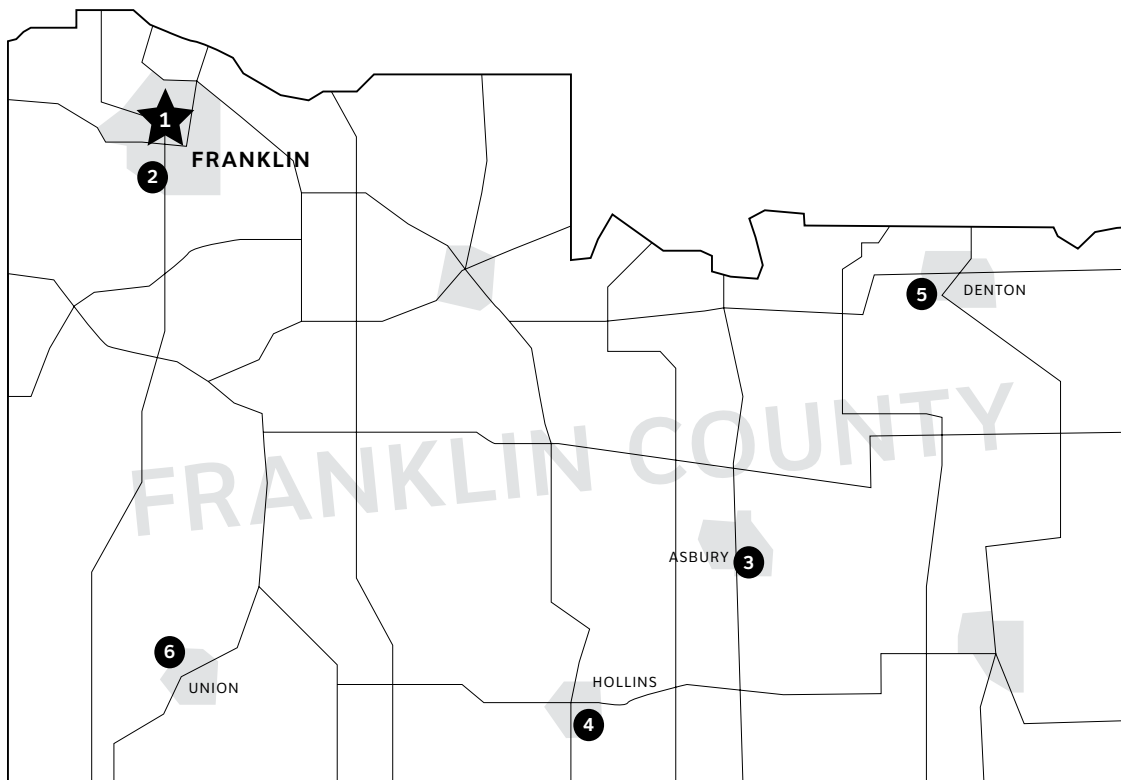 1
FRANKLIN
2
5
DENTON
FRANKLIN COUNTY
ASBURY
3
6
UNION
HOLLINS
4